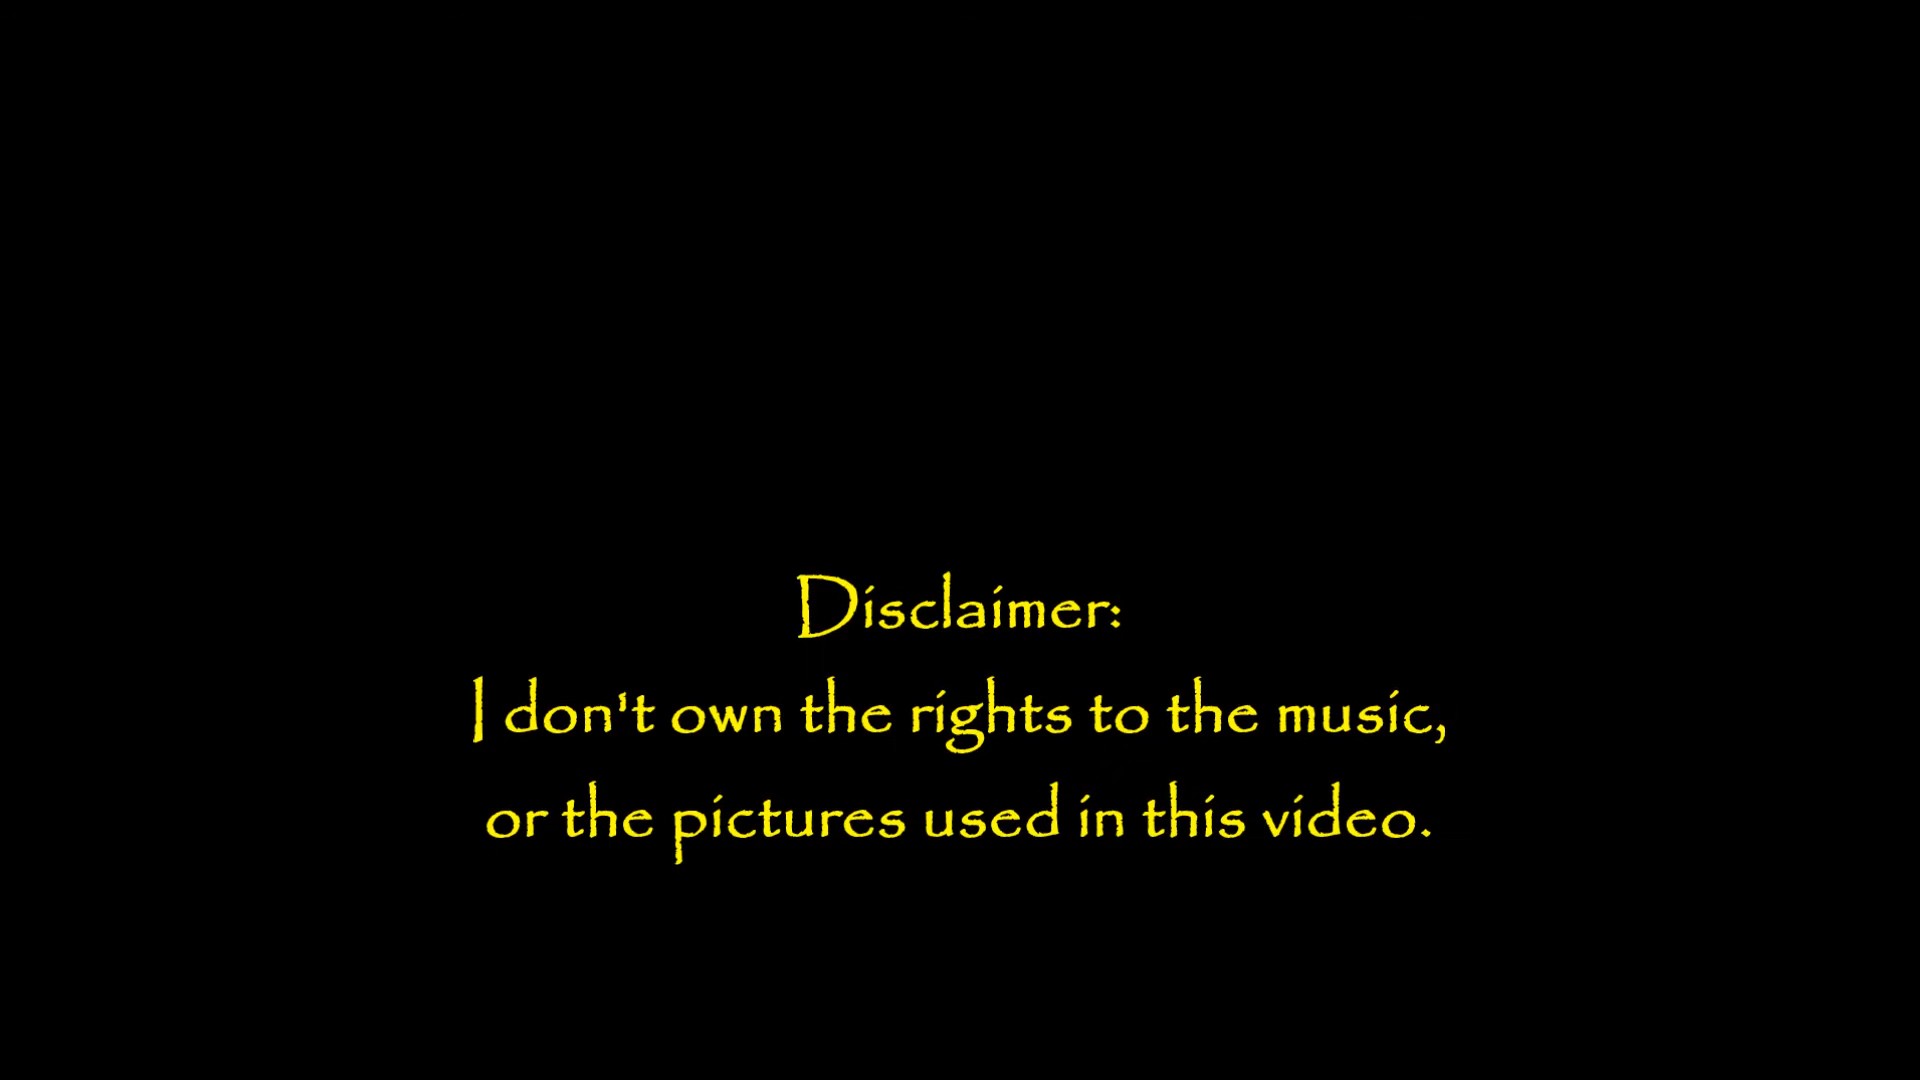 Disclaimer:
I don't own the rights to the music,
or the pictures used in this video.